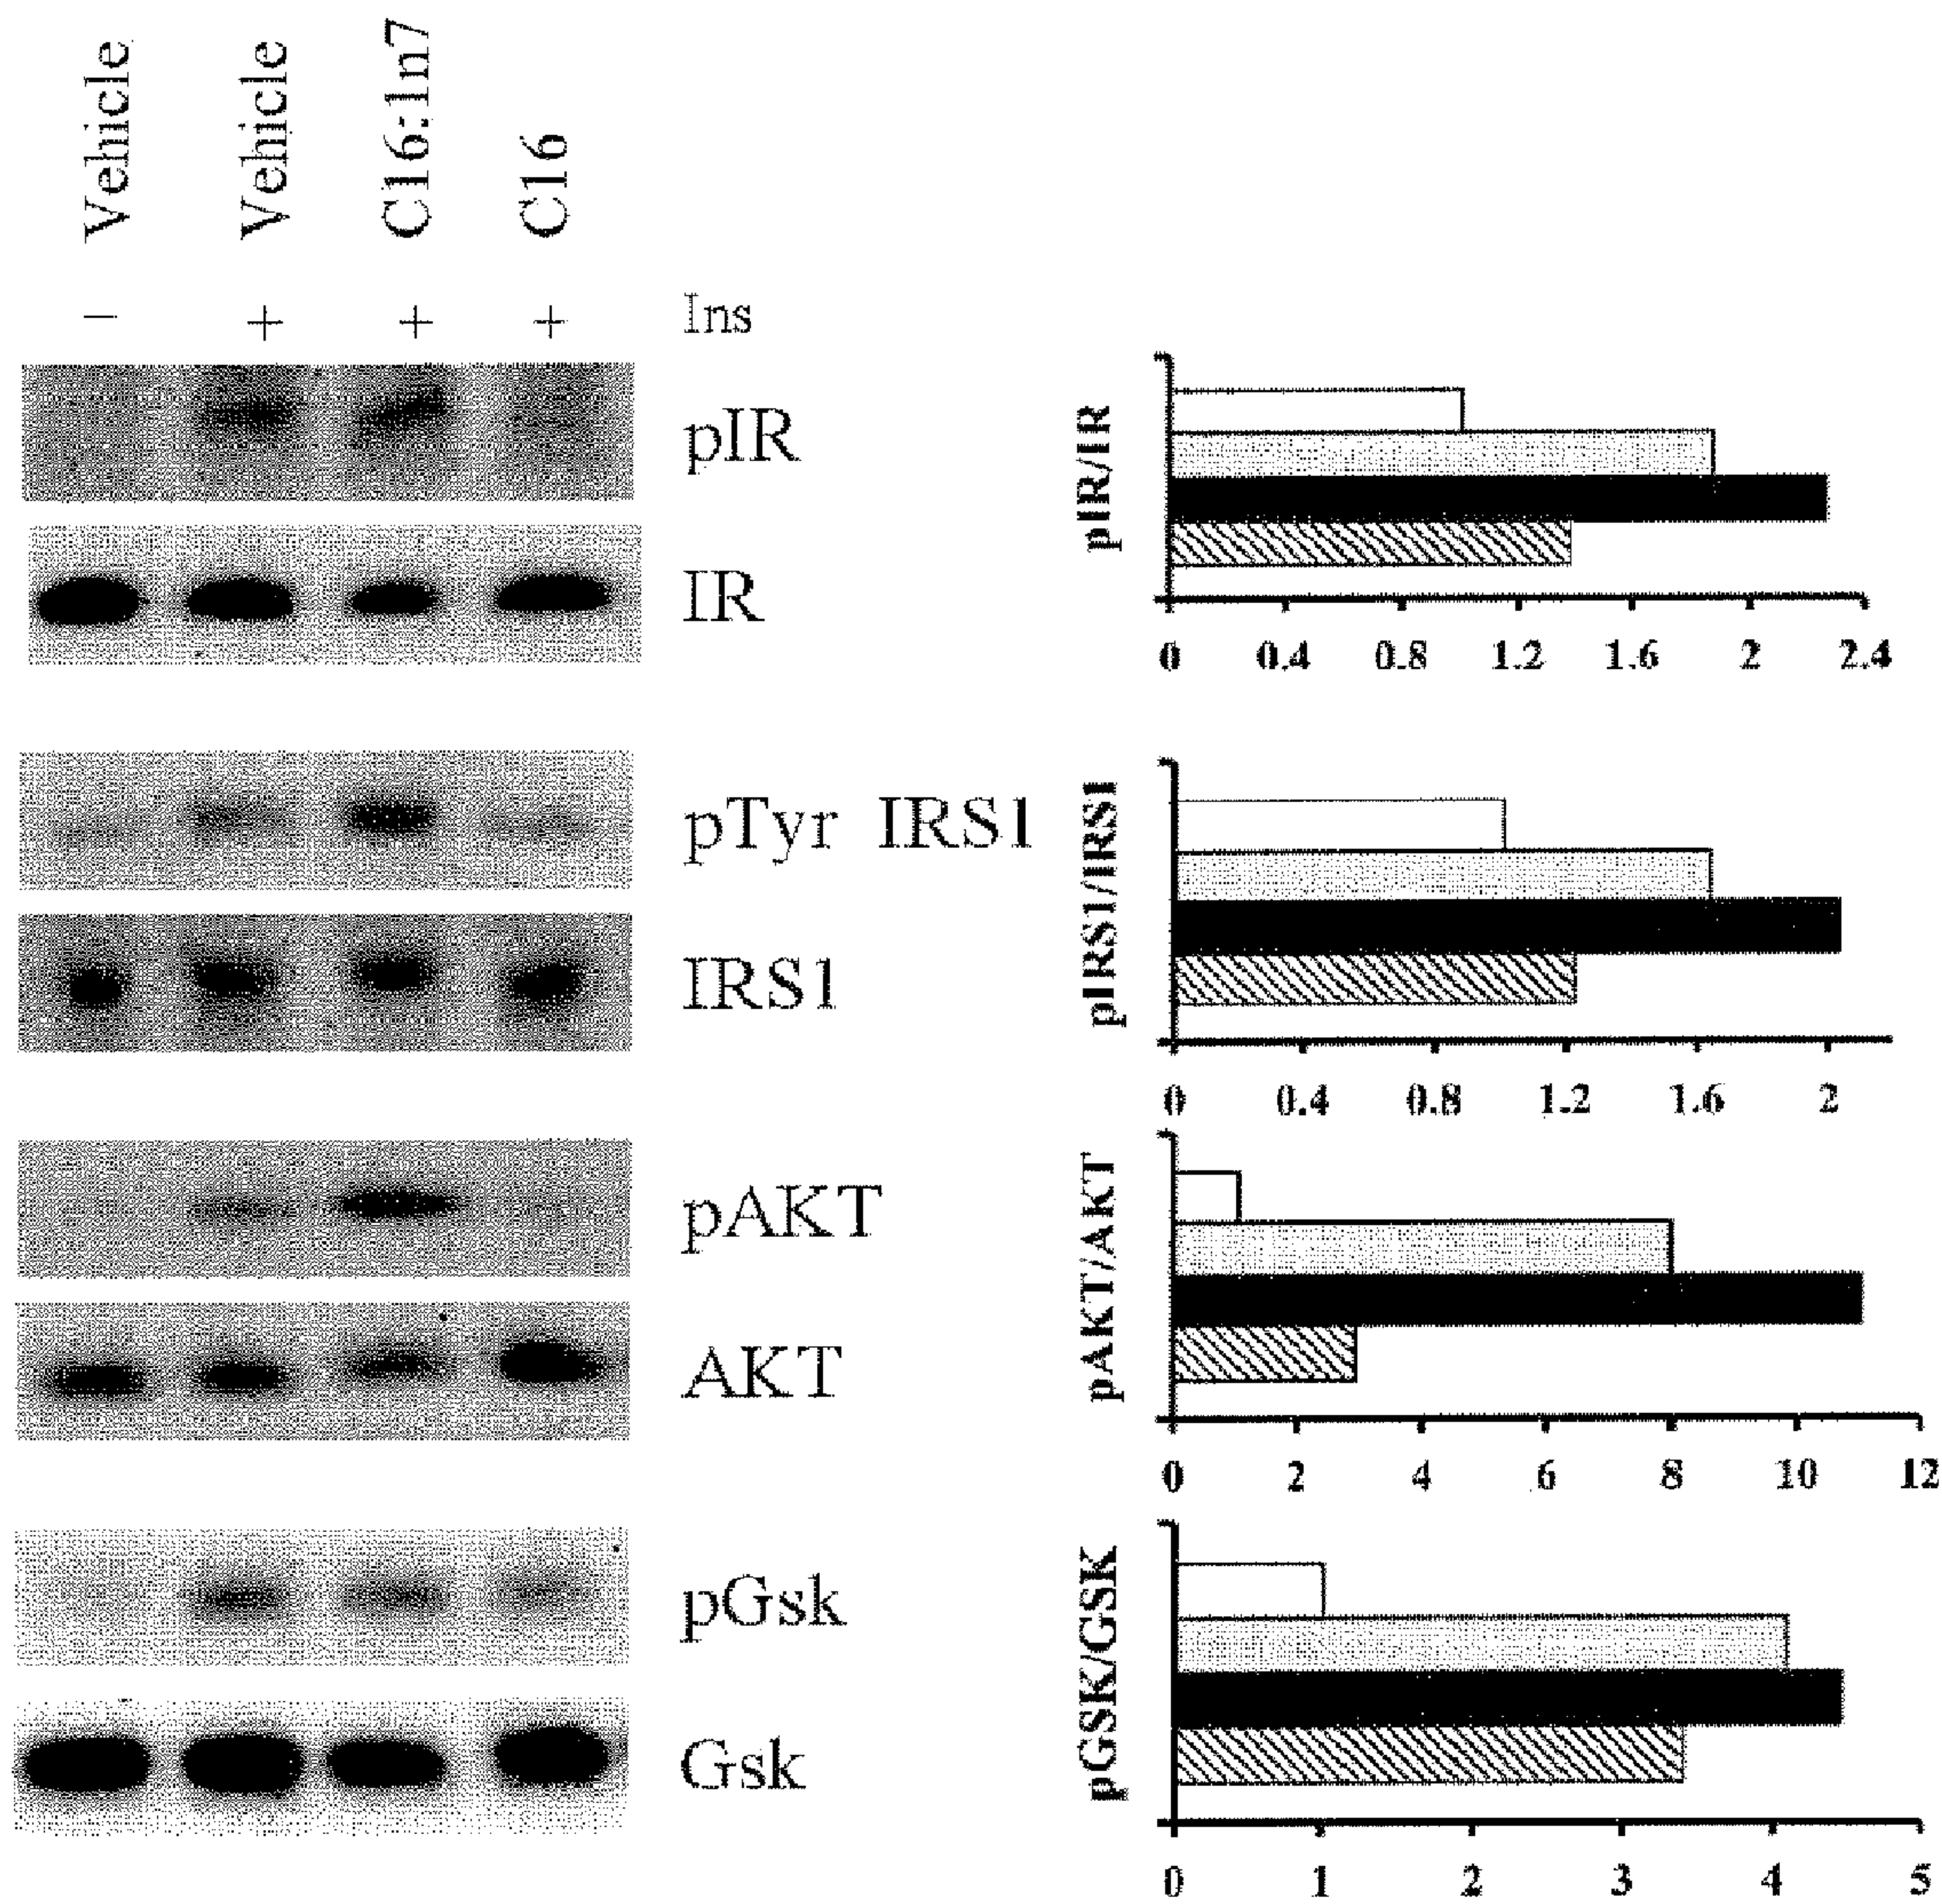 Vehicle
Vehicle
C16:1n7
C16
− + + + Ins
pIR
IR
pIR/IR
0 0.4 0.8 1.2 1.6 2 2.4
pTyr IRS1
IRS1
pIRS1/IRS1
0 0.4 0.8 1.2 1.6 2
pAKT
AKT
pAKT/AKT
0 2 4 6 8 10 12
pGsk
Gsk
pGSK/GSK
0 1 2 3 4 5